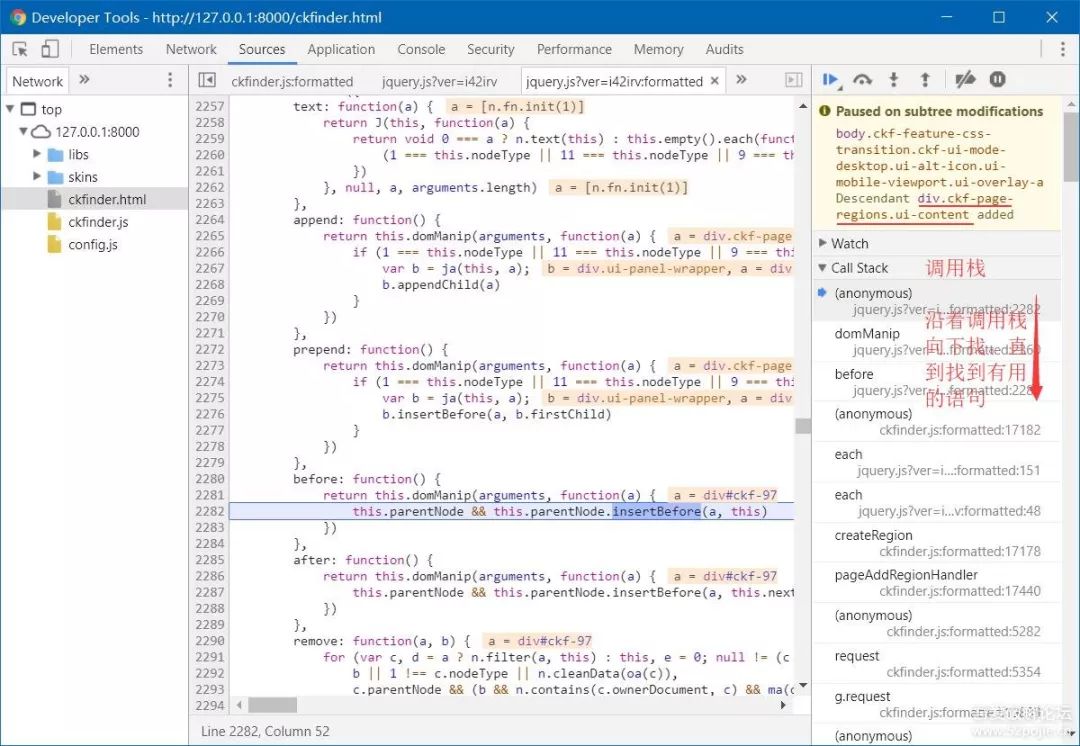 Developer Tools - http://127.0.0.1:8000/ckfinder.html
Elements Network Sources Application Console Security Performance Memory Audits
Network » ckfinder.js:formatted jquery.js?ver=i42irv jquery.js?ver=i42irv:formatted × »
top
127.0.0.1:8000
libs
skins
ckfinder.html
ckfinder.js
config.js
2257 text: function(a) { a = [n.fn.init(1)]
2258 return J(this, function(a) {
2259 return void 0 === a ? n.text(this) : this.empty().each(funct
2260 (1 === this.nodeType || 11 === this.nodeType || 9 === th
2261 })
2262 }, null, a, arguments.length) a = [n.fn.init(1)]
2263 },
2264 append: function() {
2265 return this.domManip(arguments, function(a) { a = div.ckf-page
2266 if (1 === this.nodeType || 11 === this.nodeType || 9 === th
2267 var b = ja(this, a); b = div.ui-panel-wrapper, a = div
2268 b.appendChild(a)
2269 }
2270 })
2271 },
2272 prepend: function() {
2273 return this.domManip(arguments, function(a) { a = div.ckf-page
2274 if (1 === this.nodeType || 11 === this.nodeType || 9 === th
2275 var b = ja(this, a); b = div.ui-panel-wrapper, a = div
2276 b.insertBefore(a, b.firstChild)
2277 }
2278 })
2279 },
2280 before: function() {
2281 return this.domManip(arguments, function(a) { a = div#ckf-97
2282 this.parentNode && this.parentNode.insertBefore(a, this)
2283 })
2284 },
2285 after: function() {
2286 return this.domManip(arguments, function(a) { a = div#ckf-97
2287 this.parentNode && this.parentNode.insertBefore(a, this.next
2288 })
2289 },
2290 remove: function(a, b) { a = div#ckf-97
2291 for (var c, d = a ? n.filter(a, this) : this, e = 0; null != (c
2292 b || 1 !== c.nodeType || n.cleanData(oa(c)),
2293 c.parentNode && (b && n.contains(c.ownerDocument, c) && ma(c
2294
Line 2282, Column 52
Paused on subtree modifications
body.ckf-feature-css-
transition.ckf-ui-mode-
desktop.ui-alt-icon.ui-
mobile-viewport.ui-overlay-a
Descendant div.ckf-page-
regions.ui-content added
Watch
Call Stack 调用栈
(anonymous)
jquery.js?ver=i…formatted:2282
沿着调用栈
domManip
向下找，直
before
到找到有用
的语句
(anonymous)
ckfinder.js:formatted:17182
each
jquery.js?ver=i…:formatted:151
each
jquery.js?ver=i…v:formatted:48
createRegion
ckfinder.js:formatted:17178
pageAddRegionHandler
ckfinder.js:formatted:17440
(anonymous)
ckfinder.js:formatted:5282
request
ckfinder.js:formatted:5354
g.request
(anonymous)
www.52pojie.cn